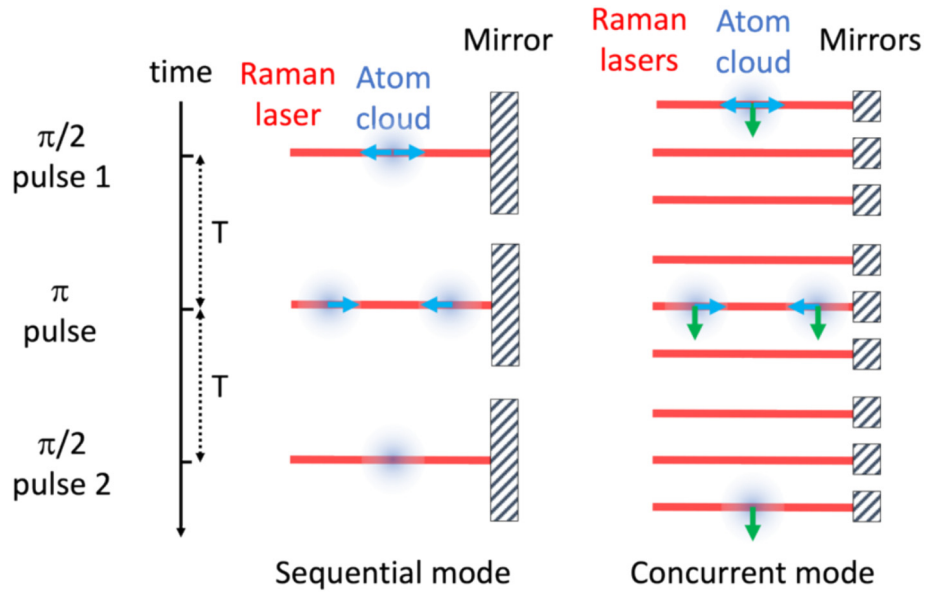 time
Raman
laser
Atom
cloud
Mirror
Raman
lasers
Atom
cloud
Mirrors
π/2
pulse 1
T
π
pulse
T
π/2
pulse 2
Sequential mode
Concurrent mode